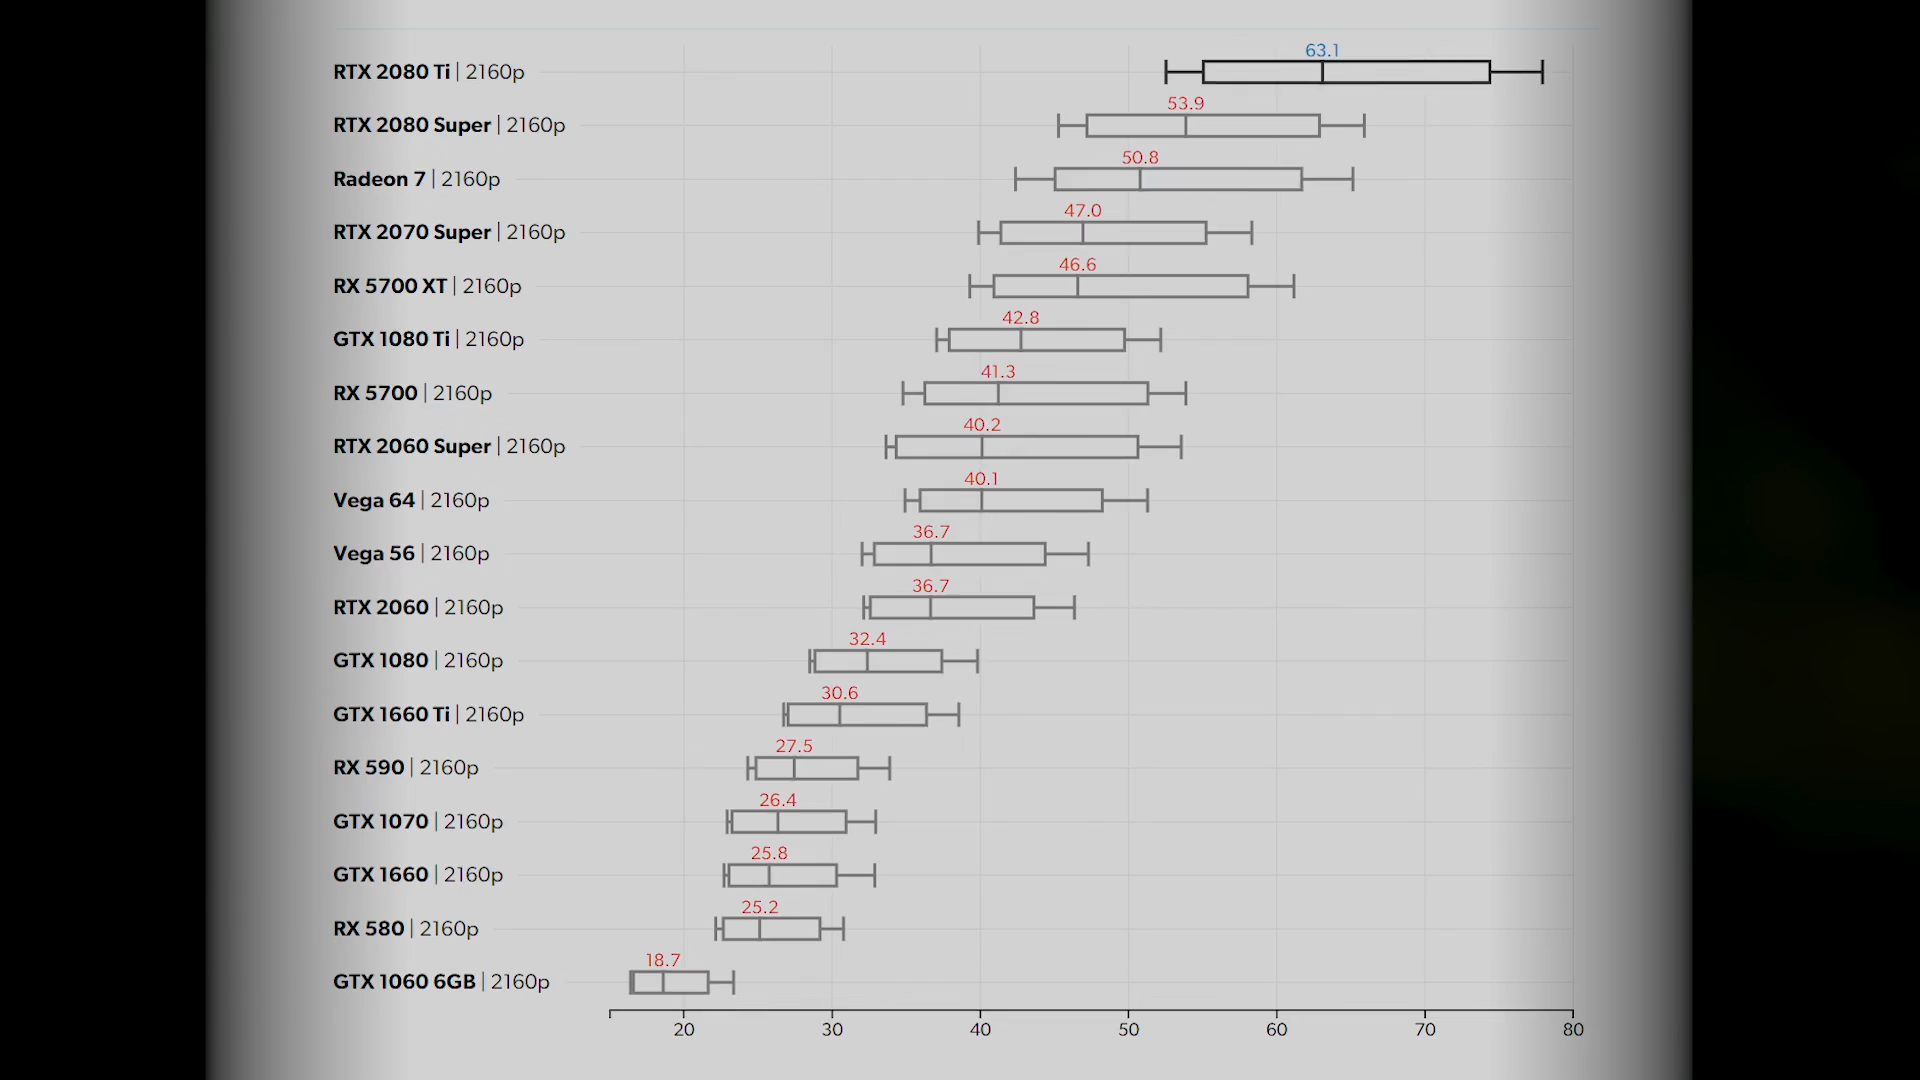 63.1
RTX 2080 Ti | 2160p
53.9
RTX 2080 Super | 2160p
50.8
Radeon 7 | 2160p
47.0
RTX 2070 Super | 2160p
46.6
RX 5700 XT | 2160p
42.8
GTX 1080 Ti | 2160p
41.3
RX 5700 | 2160p
40.2
RTX 2060 Super | 2160p
40.1
Vega 64 | 2160p
36.7
Vega 56 | 2160p
36.7
RTX 2060 | 2160p
32.4
GTX 1080 | 2160p
30.6
GTX 1660 Ti | 2160p
27.5
RX 590 | 2160p
26.4
GTX 1070 | 2160p
25.8
GTX 1660 | 2160p
25.2
RX 580 | 2160p
18.7
GTX 1060 6GB | 2160p
20 30 40 50 60 70 80